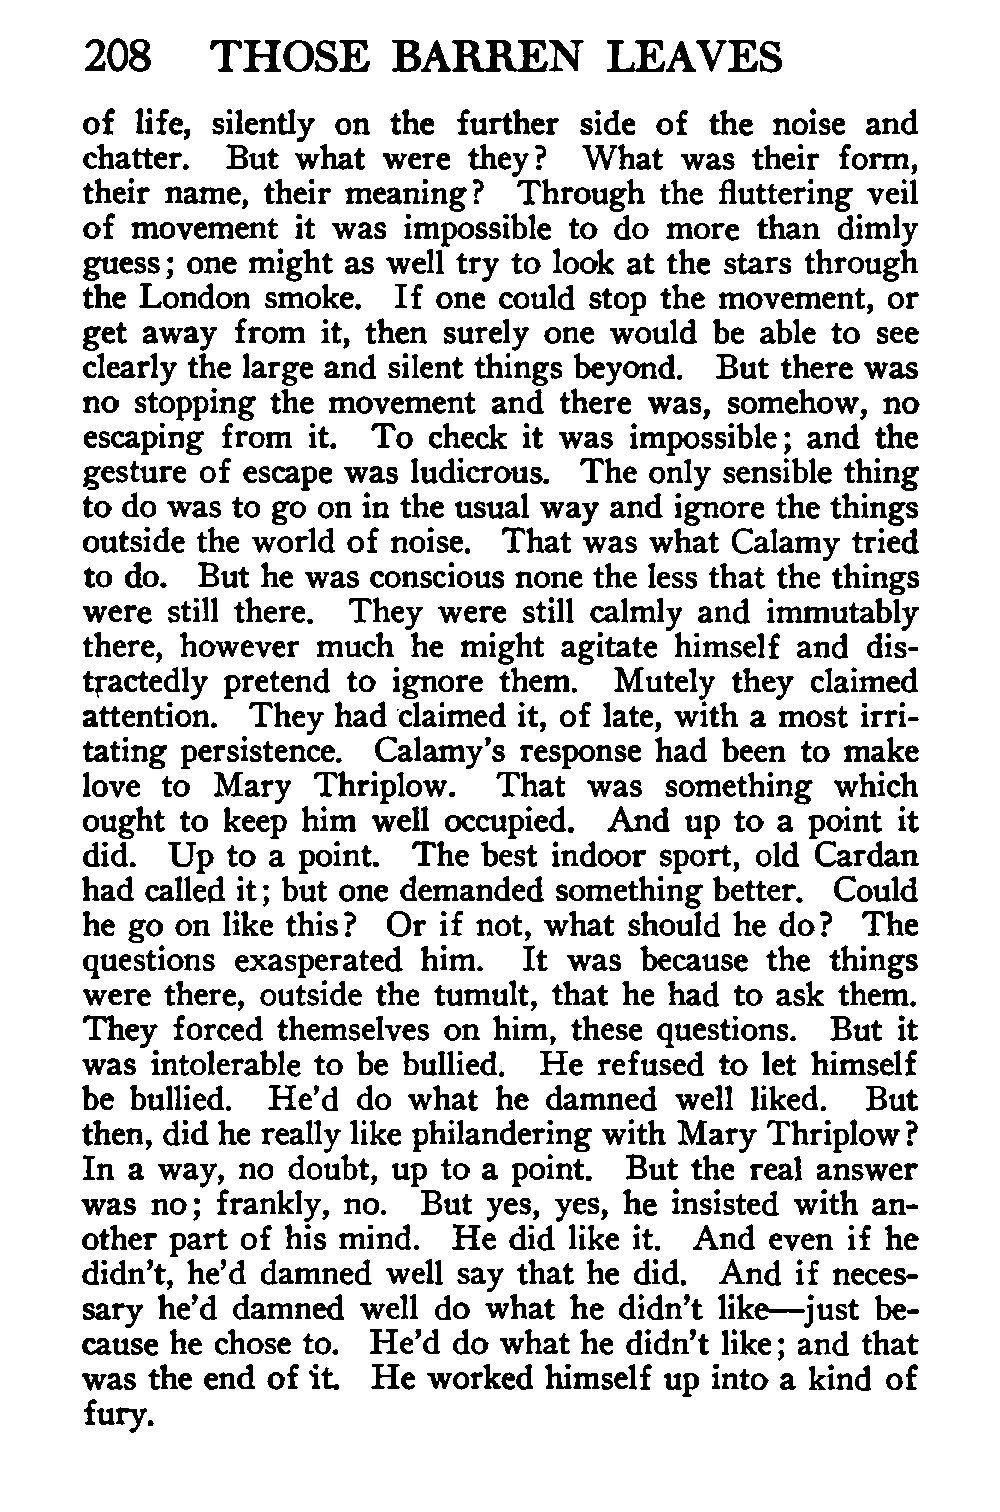 208 THOSE BARREN LEAVES
of life, silently on the further side of the noise and
chatter. But what were they? What was their form,
their name, their meaning? Through the fluttering veil
of movement it was impossible to do more than dimly
guess; one might as well try to look at the stars through
the London smoke. If one could stop the movement, or
get away from it, then surely one would be able to see
clearly the large and silent things beyond. But there was
no stopping the movement and there was, somehow, no
escaping from it. To check it was impossible; and the
gesture of escape was ludicrous. The only sensible thing
to do was to go on in the usual way and ignore the things
outside the world of noise. That was what Calamy tried
to do. But he was conscious none the less that the things
were still there. They were still calmly and immutably
there, however much he might agitate himself and dis-
tractedly pretend to ignore them. Mutely they claimed
attention. They had claimed it, of late, with a most irri-
tating persistence. Calamy's response had been to make
love to Mary Thriplow. That was something which
ought to keep him well occupied. And up to a point it
did. Up to a point. The best indoor sport, old Cardan
had called it; but one demanded something better. Could
he go on like this? Or if not, what should he do? The
questions exasperated him. It was because the things
were there, outside the tumult, that he had to ask them.
They forced themselves on him, these questions. But it
was intolerable to be bullied. He refused to let himself
be bullied. He'd do what he damned well liked. But
then, did he really like philandering with Mary Thriplow?
In a way, no doubt, up to a point. But the real answer
was no; frankly, no. But yes, yes, he insisted with an-
other part of his mind. He did like it. And even if he
didn't, he'd damned well say that he did. And if neces-
sary he'd damned well do what he didn't like—just be-
cause he chose to. He'd do what he didn't like; and that
was the end of it. He worked himself up into a kind of
fury.